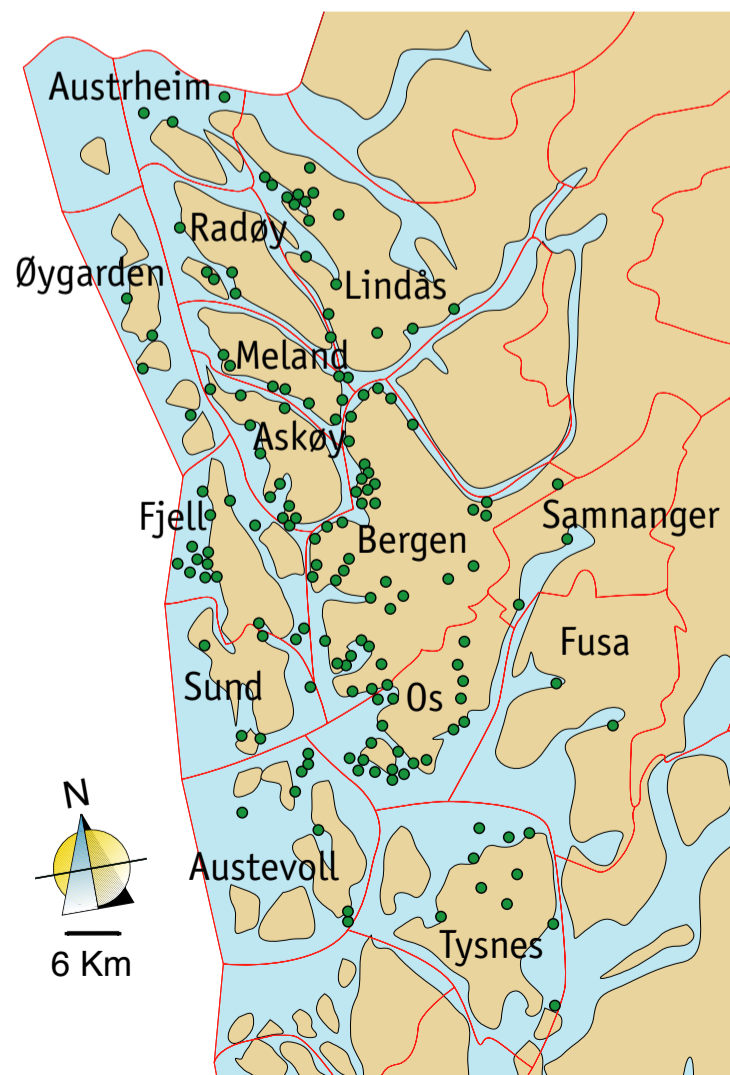 Austrheim
Radøy
Øygarden
Lindås
Meland
Askøy
Fjell
Bergen
Samnanger
Fusa
Sund
Os
N
Austevoll
Tysnes
6 Km